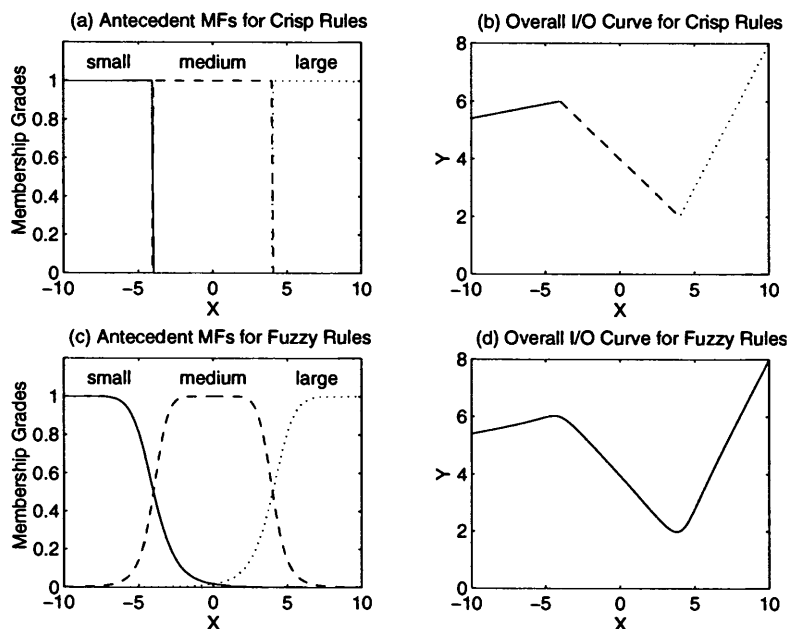 (a) Antecedent MFs for Crisp Rules
small medium large
Membership Grades
1
0.8
0.6
0.4
0.2
0
−10 −5 0 5 10
X
(b) Overall I/O Curve for Crisp Rules
Y
8
6
4
2
0
−10 −5 0 5 10
X
(c) Antecedent MFs for Fuzzy Rules
small medium large
Membership Grades
1
0.8
0.6
0.4
0.2
0
−10 −5 0 5 10
X
(d) Overall I/O Curve for Fuzzy Rules
Y
8
6
4
2
0
−10 −5 0 5 10
X